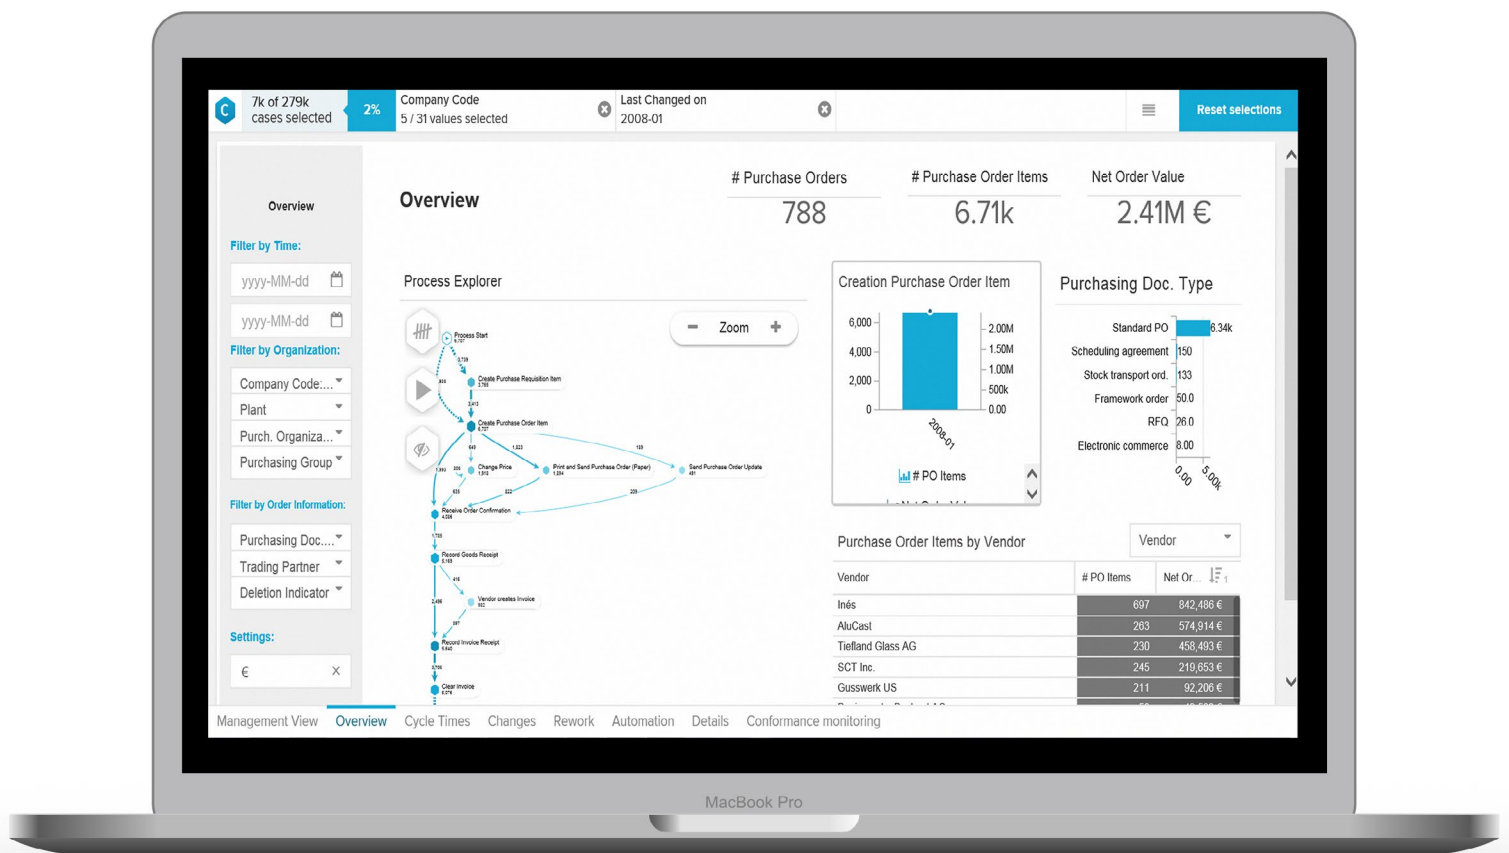 C
7k of 279k
cases selected
2%
Company Code
5 / 31 values selected
Last Changed on
2008-01
Reset selections
Overview
Filter by Time:
yyyy-MM-dd
yyyy-MM-dd
Filter by Organization:
Company Code:...
Plant
Purch. Organiza...
Purchasing Group
Filter by Order Information:
Purchasing Doc....
Trading Partner
Deletion Indicator
Settings:
€ x
Overview
# Purchase Orders
788
# Purchase Order Items
6.71k
Net Order Value
2.41M €
Process Explorer
Zoom
Process Start
Create Purchase Requisition Item
Create Purchase Order Item
Change Price
Print and Send Purchase Order (Paper)
Send Purchase Order Update
Receive Order Confirmation
Record Goods Receipt
Vendor creates Invoice
Record Invoice Receipt
Clear Invoice
Creation Purchase Order Item
6,000
4,000
2,000
0
2.00M
1.50M
1.00M
500k
0.00
2008-01
# PO Items
Purchasing Doc. Type
Standard PO 6.34k
Scheduling agreement 150
Stock transport ord. 133
Framework order 50.0
RFQ 26.0
Electronic commerce 8.00
0.00 5.00k
Purchase Order Items by Vendor
Vendor
Vendor # PO Items Net Or... 1
Inés 697 842,486 €
AluCast 263 574,914 €
Tiefland Glass AG 230 458,493 €
SCT Inc. 245 219,653 €
Gusswerk US 211 92,206 €
Management View Overview Cycle Times Changes Rework Automation Details Conformance monitoring
MacBook Pro